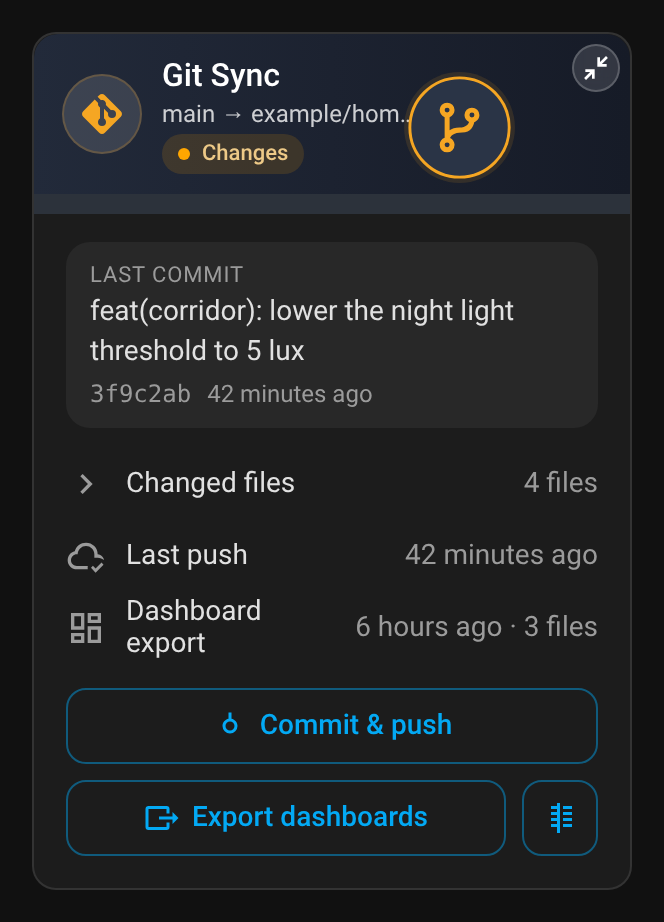 Git Sync
main → example/hom...
Changes
LAST COMMIT
feat(corridor): lower the night light
threshold to 5 lux
3f9c2ab 42 minutes ago
Changed files 4 files
Last push 42 minutes ago
Dashboard
export
6 hours ago · 3 files
Commit & push
Export dashboards